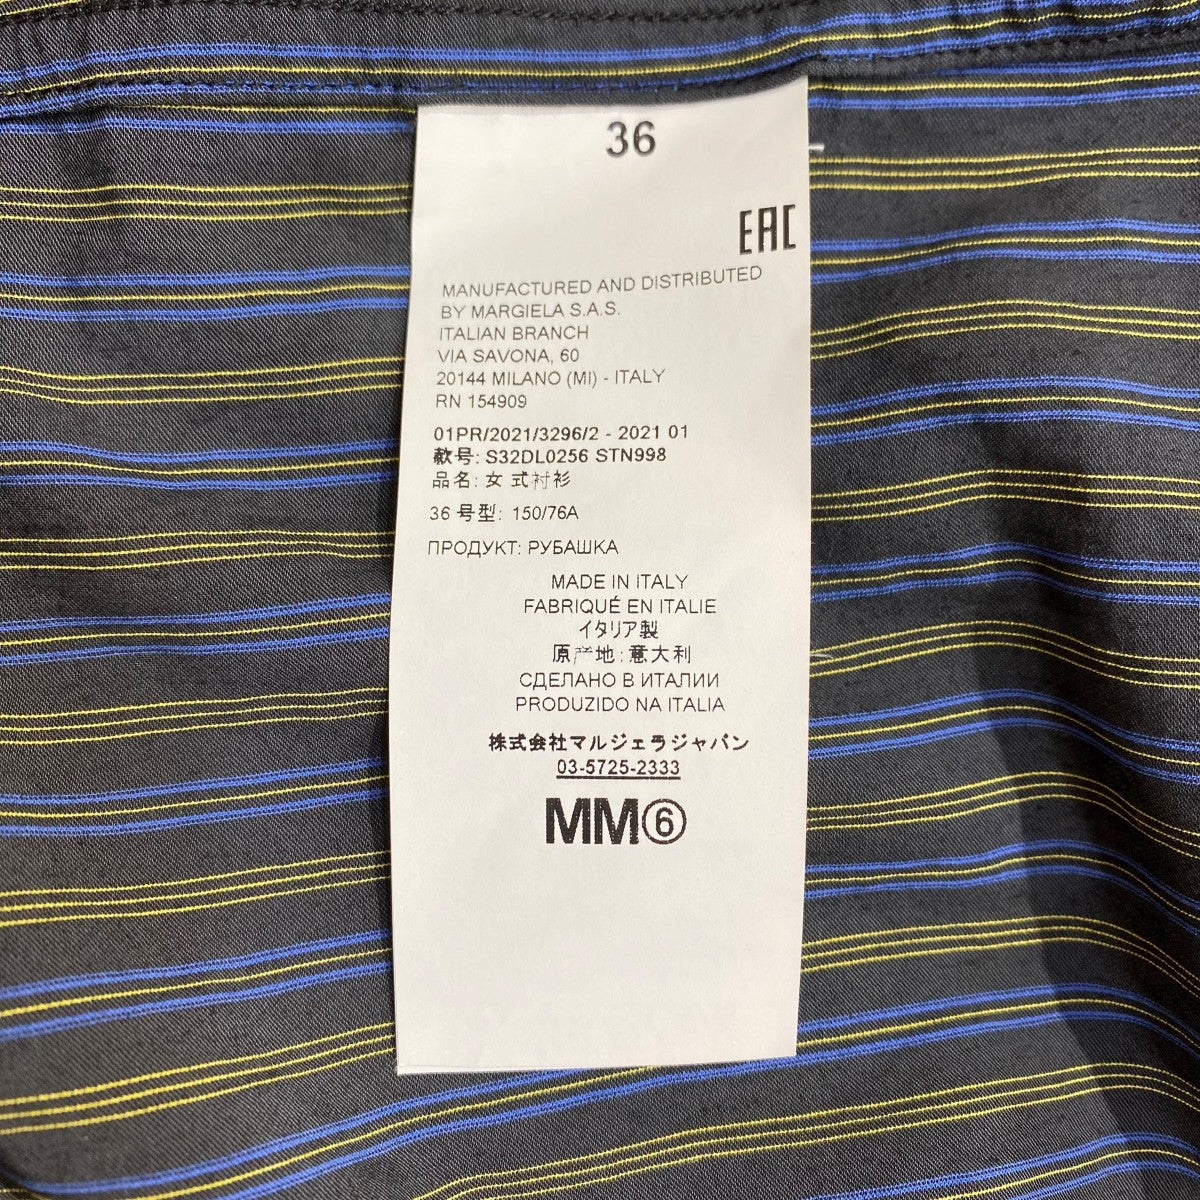 36
EAC
MANUFACTURED AND DISTRIBUTED
BY MARGIELA S.A.S.
ITALIAN BRANCH
VIA SAVONA, 60
20144 MILANO (MI) - ITALY
RN 154909
01PR/2021/3296/2 - 2021 01
款号: S32DL0256 STN998
品名: 女 式衬衫
36 号型: 150/76A
ПРОДУКТ: РУБАШКА
MADE IN ITALY
FABRIQUÉ EN ITALIE
イタリア製
原产地:意大利
СДЕЛАНО В ИТАЛИИ
PRODUZIDO NA ITALIA
株式会社マルジェラジャパン
03-5725-2333
MM⑥